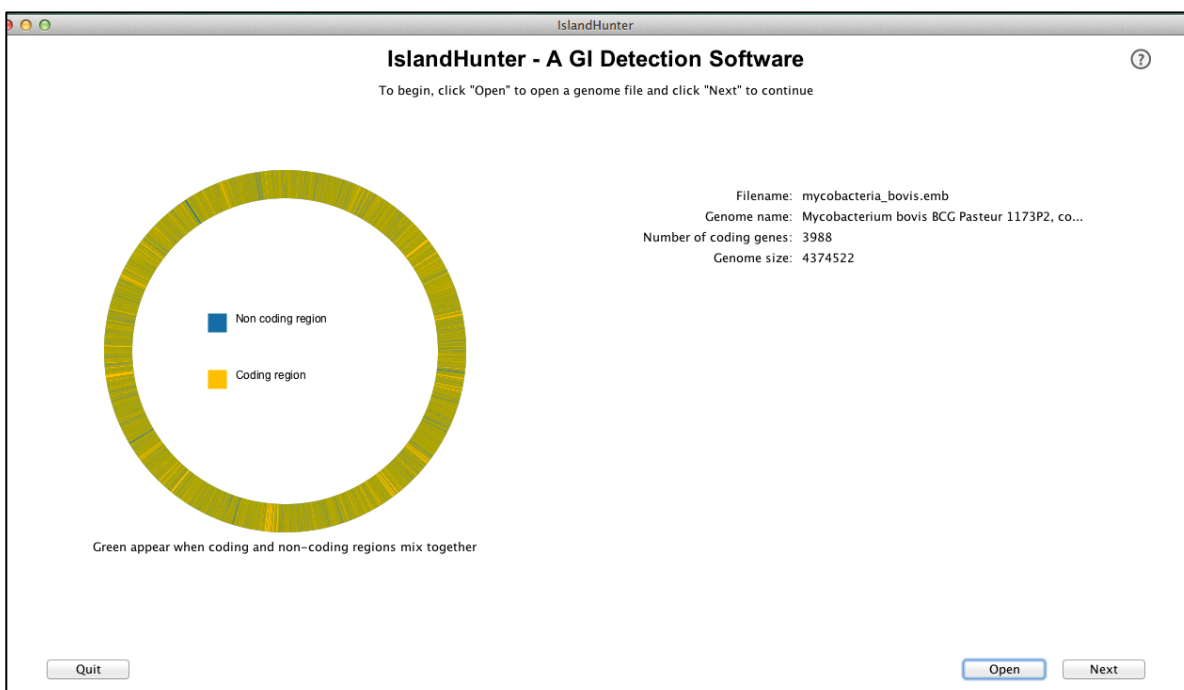 IslandHunter
IslandHunter - A GI Detection Software
?
To begin, click "Open" to open a genome file and click "Next" to continue
Filename: mycobacteria_bovis.emb
Genome name: Mycobacterium bovis BCG Pasteur 1173P2, co...
Number of coding genes: 3988
Genome size: 4374522
Non coding region
Coding region
Green appear when coding and non-coding regions mix together
Quit
Open
Next